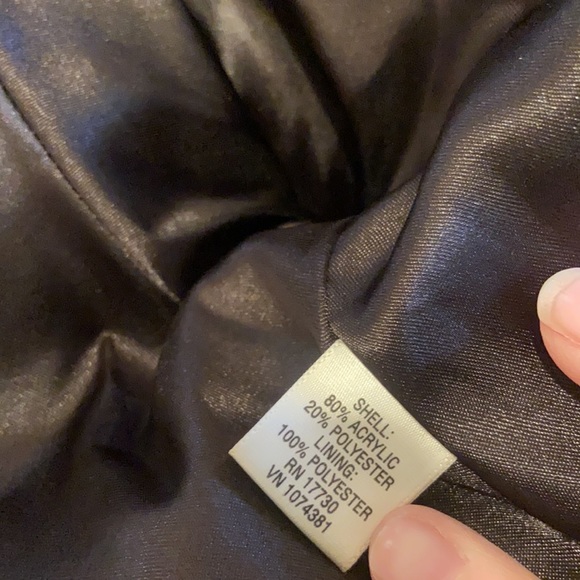 SHELL:
80% ACRYLIC
20% POLYESTER
LINING:
100% POLYESTER
RN 17730
VN 1074381